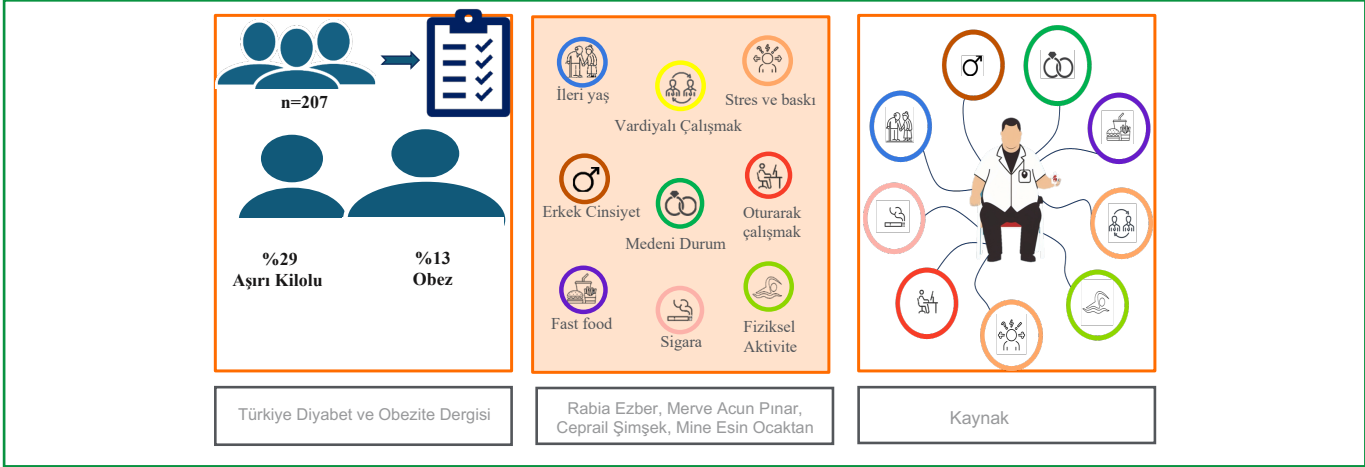 n=207
%29
Aşırı Kilolu
%13
Obez
İleri yaş
Vardiyalı Çalışmak
Stres ve baskı
Erkek Cinsiyet
Medeni Durum
Oturarak
çalışmak
Fast food
Sigara
Fiziksel
Aktivite
Türkiye Diyabet ve Obezite Dergisi
Rabia Ezber, Merve Acun Pınar,
Ceprail Şimşek, Mine Esin Ocaktan
Kaynak